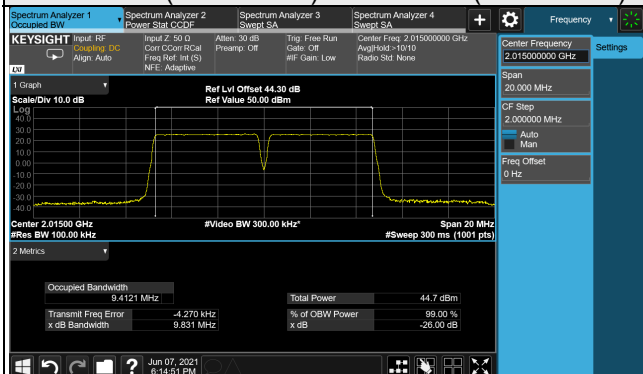 Spectrum Analyzer 1
Occupied BW
Spectrum Analyzer 2
Power Stat CCDF
Spectrum Analyzer 3
Swept SA
Spectrum Analyzer 4
Swept SA
+
Frequency
KEYSIGHT
LXI
Input: RF
Coupling: DC
Align: Auto
Input Z: 50 Ω
Corr CCorr RCal
Freq Ref: Int (S)
NFE: Adaptive
Atten: 30 dB
Preamp: Off
Trig: Free Run
Gate: Off
#IF Gain: Low
Center Freq: 2.015000000 GHz
Avg|Hold:>10/10
Radio Std: None
Center Frequency
2.015000000 GHz
Settings
Span
20.000 MHz
CF Step
2.000000 MHz
Auto
Man
Freq Offset
0 Hz
1 Graph
Scale/Div 10.0 dB
Ref Lvl Offset 44.30 dB
Ref Value 50.00 dBm
Log
40.0
30.0
20.0
10.0
0.00
-10.0
-20.0
-30.0
-40.0
Center 2.01500 GHz
#Res BW 100.00 kHz
#Video BW 300.00 kHz*
Span 20 MHz
#Sweep 300 ms (1001 pts)
2 Metrics
Occupied Bandwidth
9.4121 MHz
Total Power 44.7 dBm
Transmit Freq Error -4.270 kHz
% of OBW Power 99.00 %
x dB Bandwidth 9.831 MHz
x dB -26.00 dB
?
Jun 07, 2021
6:14:51 PM